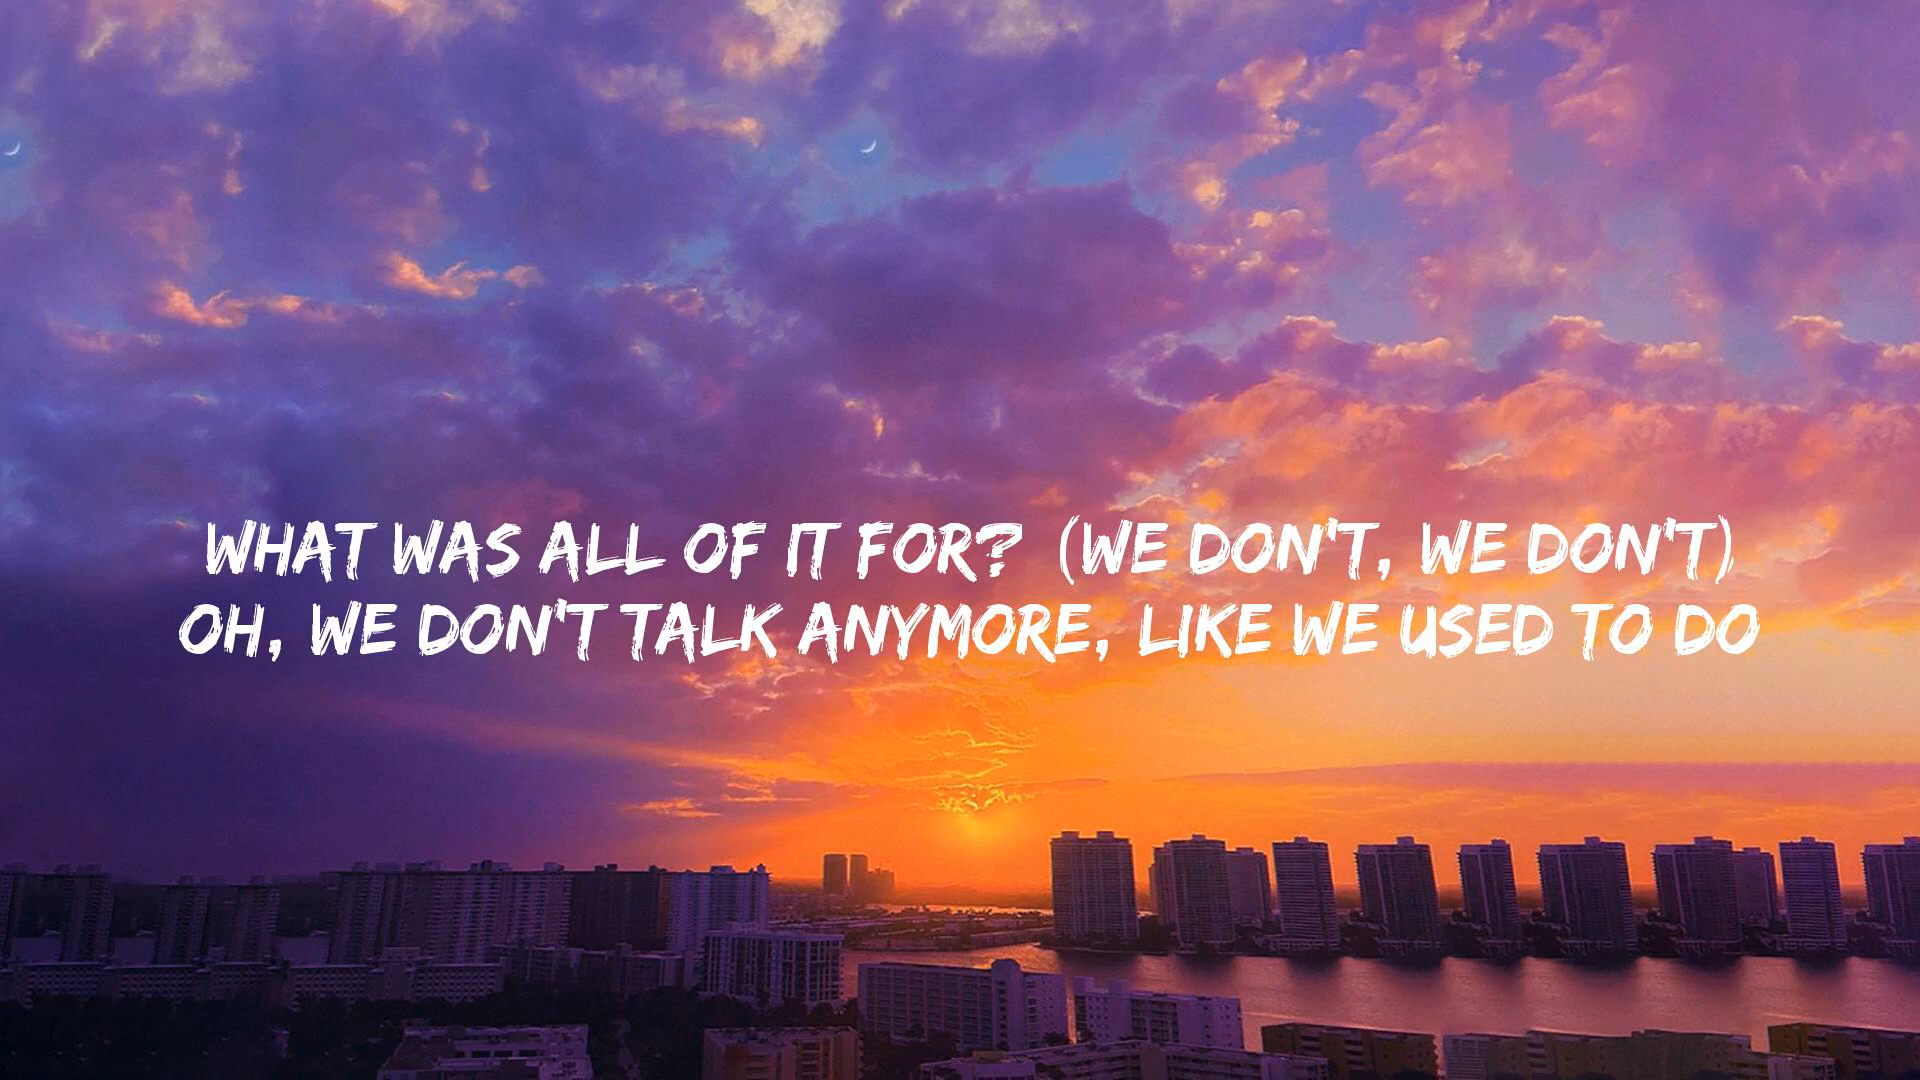 WHAT WAS ALL OF IT FOR? (WE DON'T, WE DON'T)
OH, WE DON'T TALK ANYMORE, LIKE WE USED TO DO